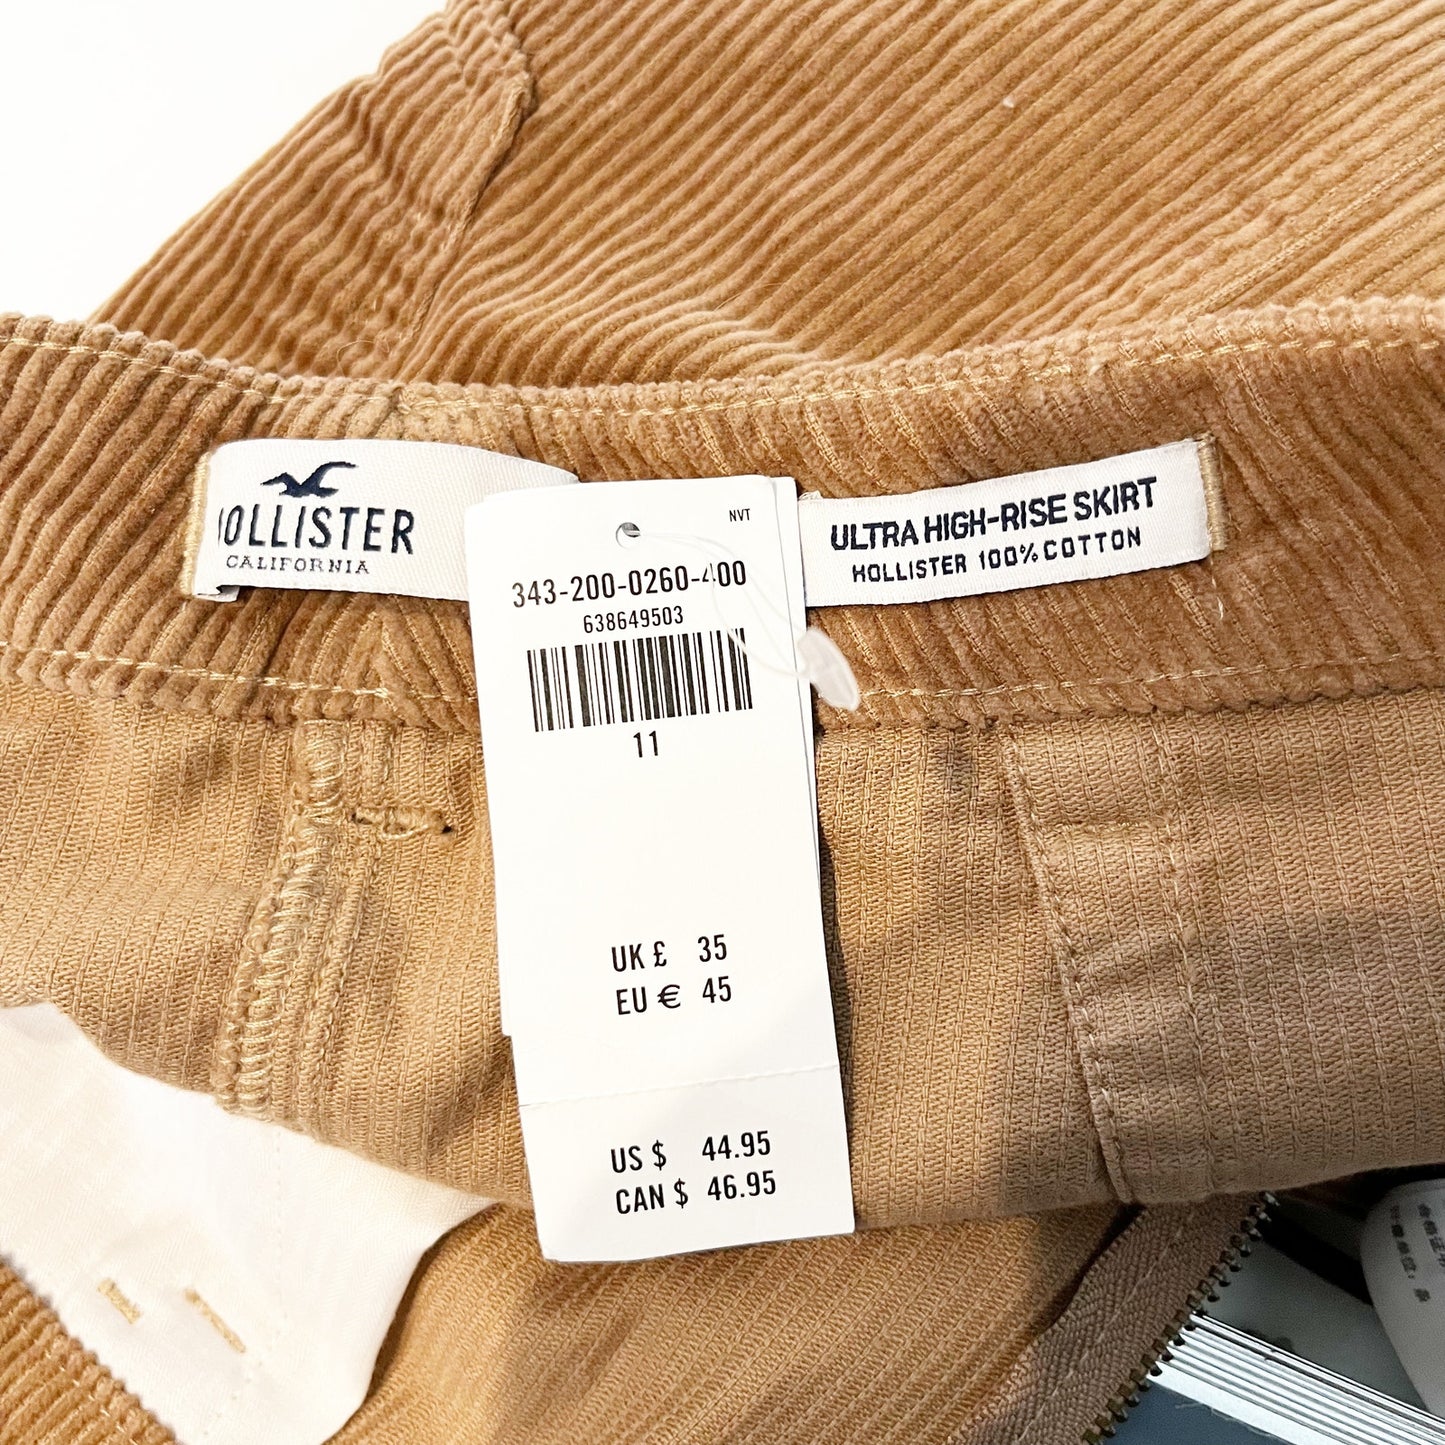 HOLLISTER
CALIFORNIA
NVT
343-200-0260-400
638649503
11
UK £ 35
EU € 45
US $ 44.95
CAN $ 46.95
ULTRA HIGH-RISE SKIRT
HOLLISTER 100% COTTON